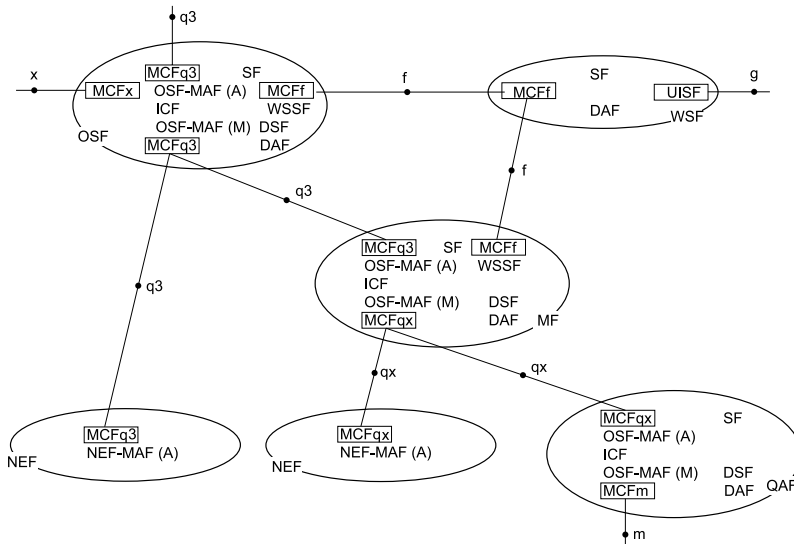 q3
x
MCFq3 SF
MCFx OSF-MAF (A) MCFf
ICF WSSF
OSF-MAF (M) DSF
OSF MCFq3 DAF
f
SF
MCFf UISF
DAF WSF
g
f
q3
q3
MCFq3 SF MCFf
OSF-MAF (A) WSSF
ICF
OSF-MAF (M) DSF
MCFqx DAF MF
qx
qx
MCFq3
NEF-MAF (A)
NEF
MCFqx
NEF-MAF (A)
NEF
MCFqx SF
OSF-MAF (A)
ICF
OSF-MAF (M) DSF
MCFm DAF QAF
m